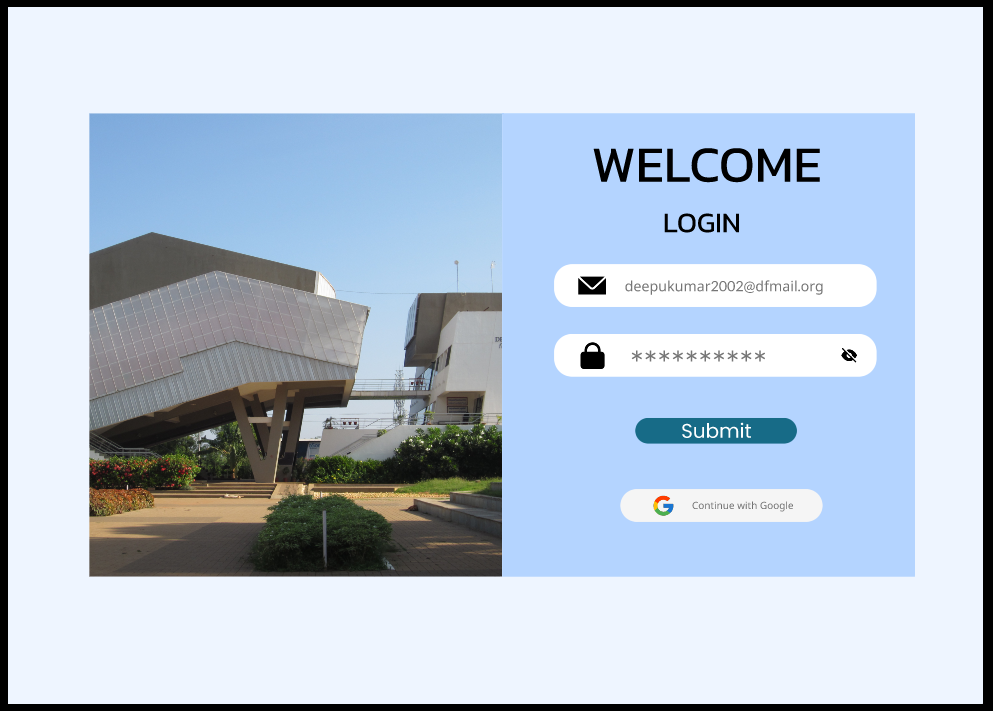 WELCOME
LOGIN
deepukumar2002@dfmail.org
**********
Submit
Continue with Google